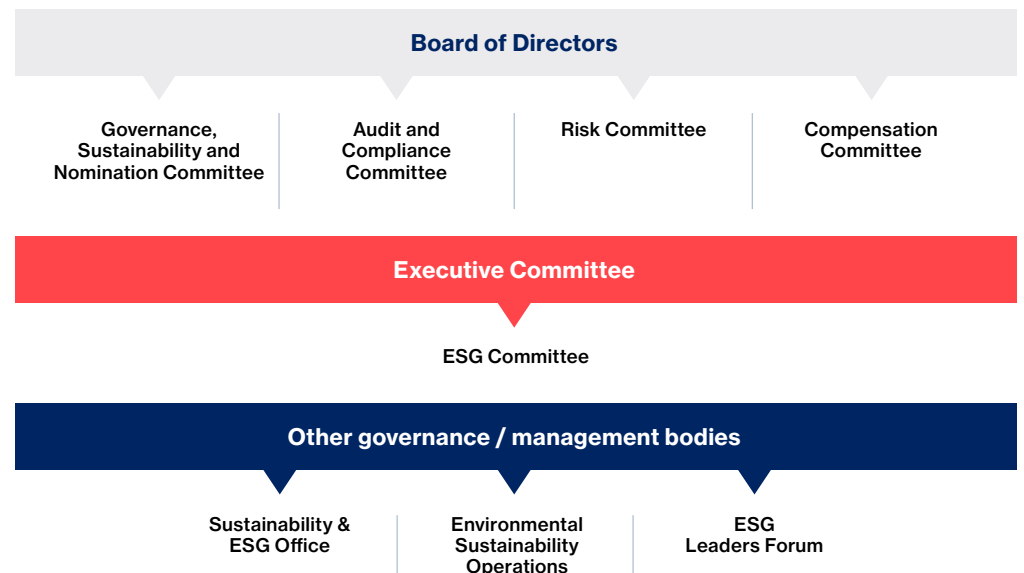 Board of Directors
Governance,
Sustainability and
Nomination Committee
Audit and
Compliance
Committee
Risk Committee
Compensation
Committee
Executive Committee
ESG Committee
Other governance / management bodies
Sustainability &
ESG Office
Environmental
Sustainability
Operations
ESG
Leaders Forum